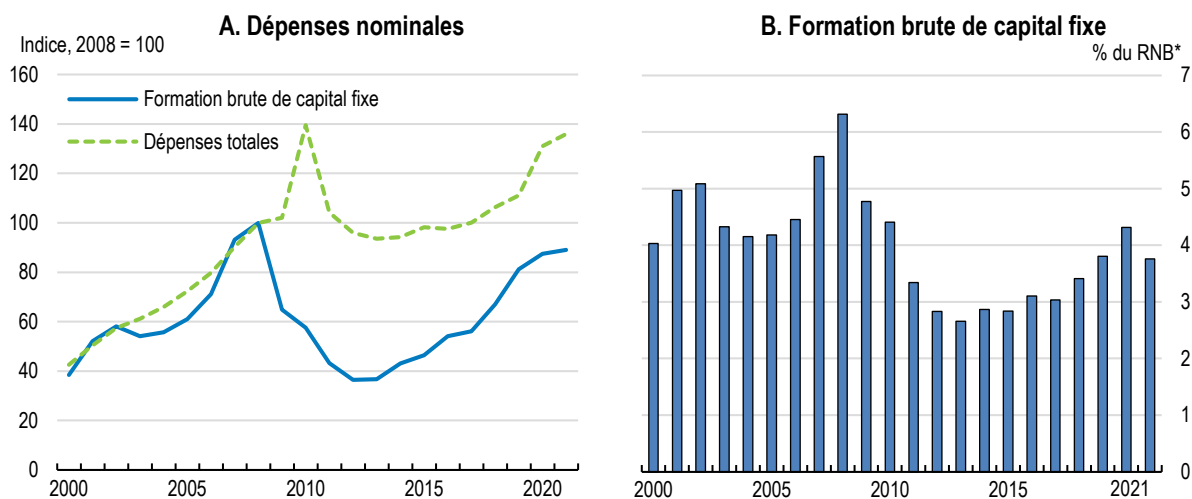 A. Dépenses nominales
Indice, 2008 = 100
160
140
120
100
80
60
40
20
0
Formation brute de capital fixe
Dépenses totales
2000 2005 2010 2015 2020
B. Formation brute de capital fixe
% du RNB*
7
6
5
4
3
2
1
0
2000 2005 2010 2015 2021